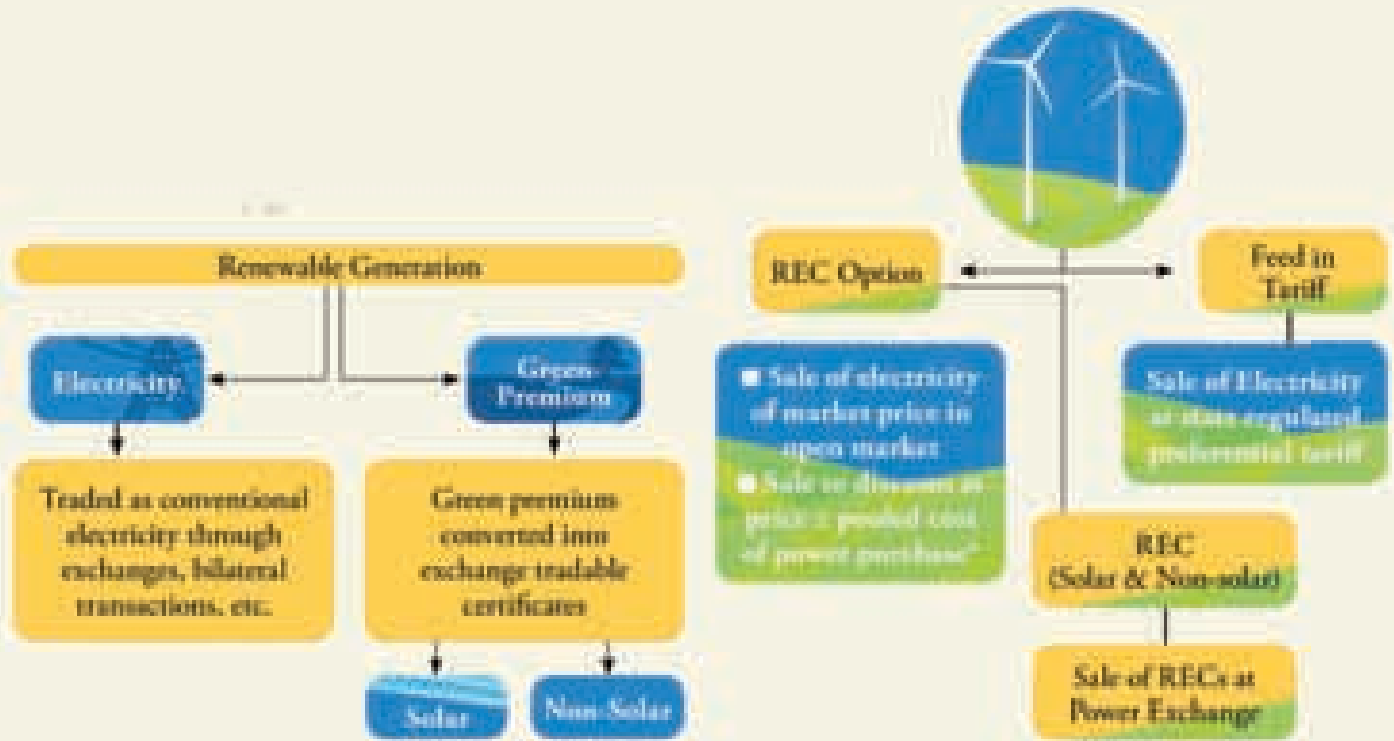 Renewable Generation
Electricity
Green
Premium
Traded as conventional
electricity through
exchanges, bilateral
transactions, etc.
Green premium
converted into
exchange tradable
certificates
Solar
Non-Solar
REC Option
Feed in
Tariff
■ Sale of electricity
of market price in
open market
■ Sale to at
price = pooled cost
of power purchase*
Sale of Electricity
at state regulated
preferential tariff
REC
(Solar & Non-solar)
Sale of RECs at
Power Exchange